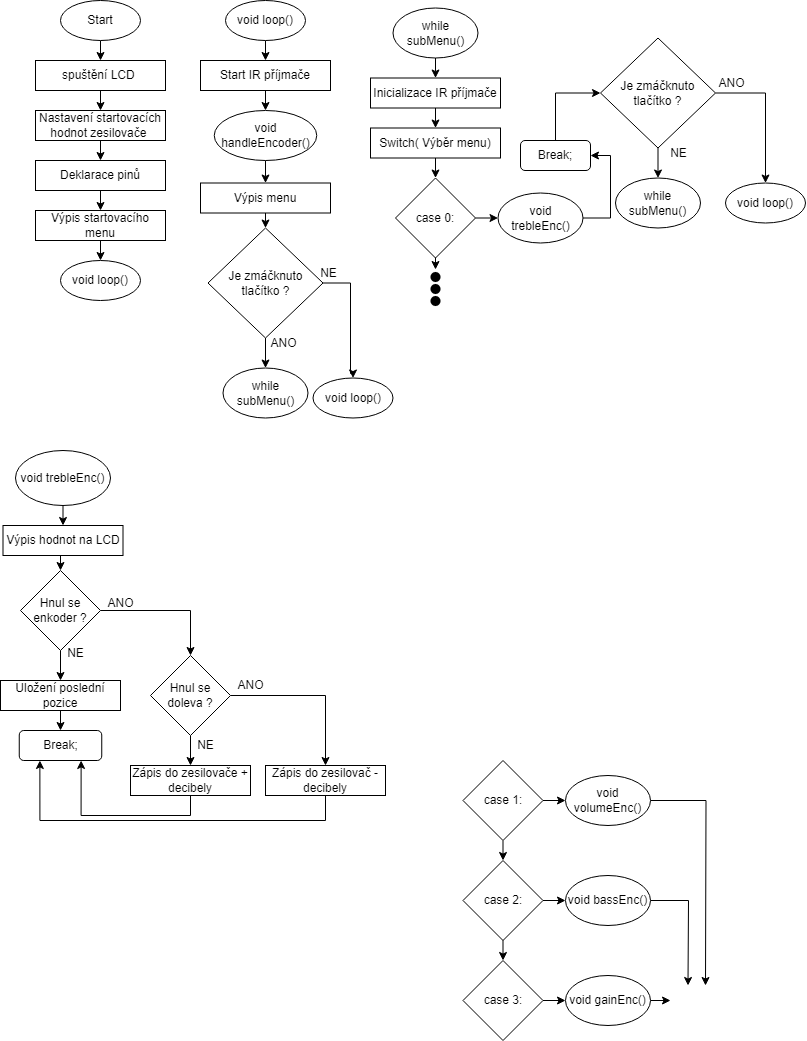 Start
spuštění LCD
Nastavení startovacích
hodnot zesilovače
Deklarace pinů
Výpis startovacího
menu
void loop()
void loop()
Start IR příjmače
void
handleEncoder()
Výpis menu
Je zmáčknuto
tlačítko ?
NE
ANO
while
subMenu()
void loop()
while
subMenu()
Inicializace IR příjmače
Switch( Výběr menu)
case 0:
void
trebleEnc()
Break;
Je zmáčknuto
tlačítko ?
ANO
NE
while
subMenu()
void loop()
void trebleEnc()
Výpis hodnot na LCD
Hnul se
enkoder ?
ANO
NE
Uložení poslední
pozice
Break;
Hnul se
doleva ?
ANO
NE
Zápis do zesilovače +
decibely
Zápis do zesilovač -
decibely
case 1:
void
volumeEnc()
case 2:
void bassEnc()
case 3:
void gainEnc()